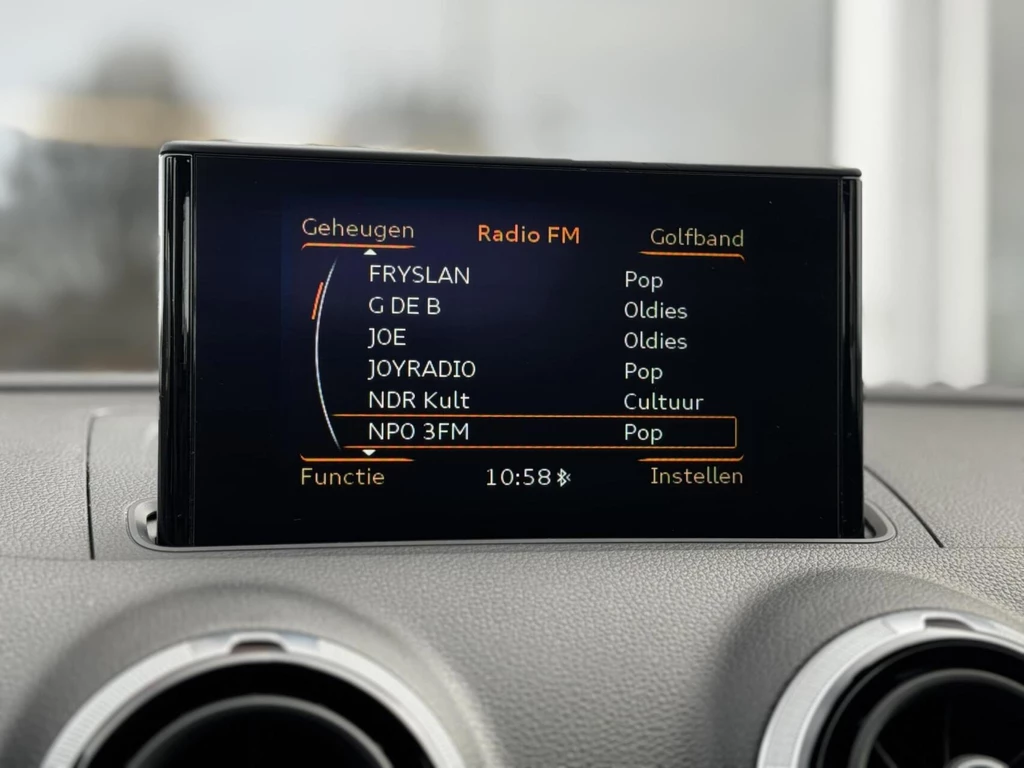 Geheugen Radio FM Golfband
FRYSLAN Pop
G DE B Oldies
JOE Oldies
JOYRADIO Pop
NDR Kult Cultuur
NPO 3FM Pop
Functie 10:58 Instellen